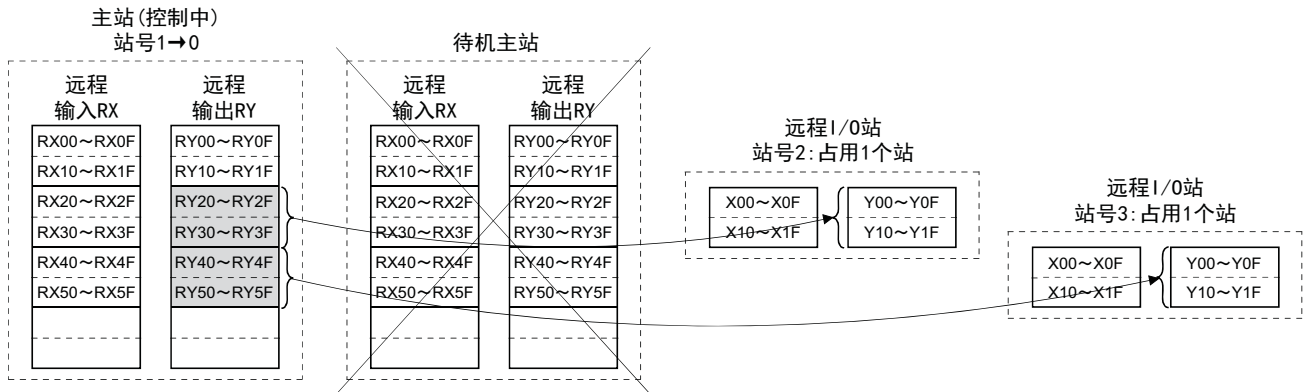 主站(控制中)
站号1→0
远程
输入RX
远程
输出RY
RX00～RX0F
RX10～RX1F
RX20～RX2F
RX30～RX3F
RX40～RX4F
RX50～RX5F
RY00～RY0F
RY10～RY1F
RY20～RY2F
RY30～RY3F
RY40～RY4F
RY50～RY5F
待机主站
远程
输入RX
远程
输出RY
RX00～RX0F
RX10～RX1F
RX20～RX2F
RX30～RX3F
RX40～RX4F
RX50～RX5F
RY00～RY0F
RY10～RY1F
RY20～RY2F
RY30～RY3F
RY40～RY4F
RY50～RY5F
远程I/O站
站号2:占用1个站
X00～X0F
X10～X1F
Y00～Y0F
Y10～Y1F
远程I/O站
站号3:占用1个站
X00～X0F
X10～X1F
Y00～Y0F
Y10～Y1F